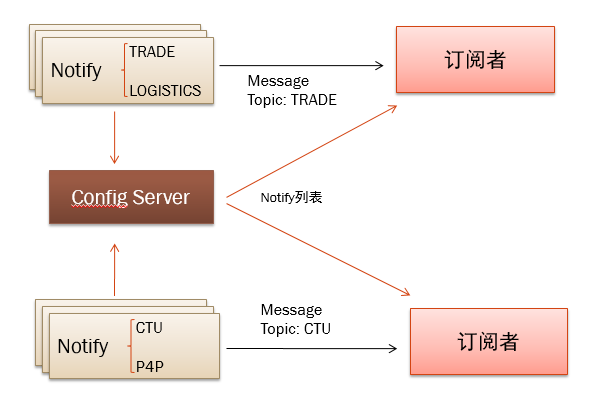 Notify
TRADE
LOGISTICS
Message
Topic: TRADE
订阅者
Config Server
Notify列表
Notify
CTU
P4P
Message
Topic: CTU
订阅者